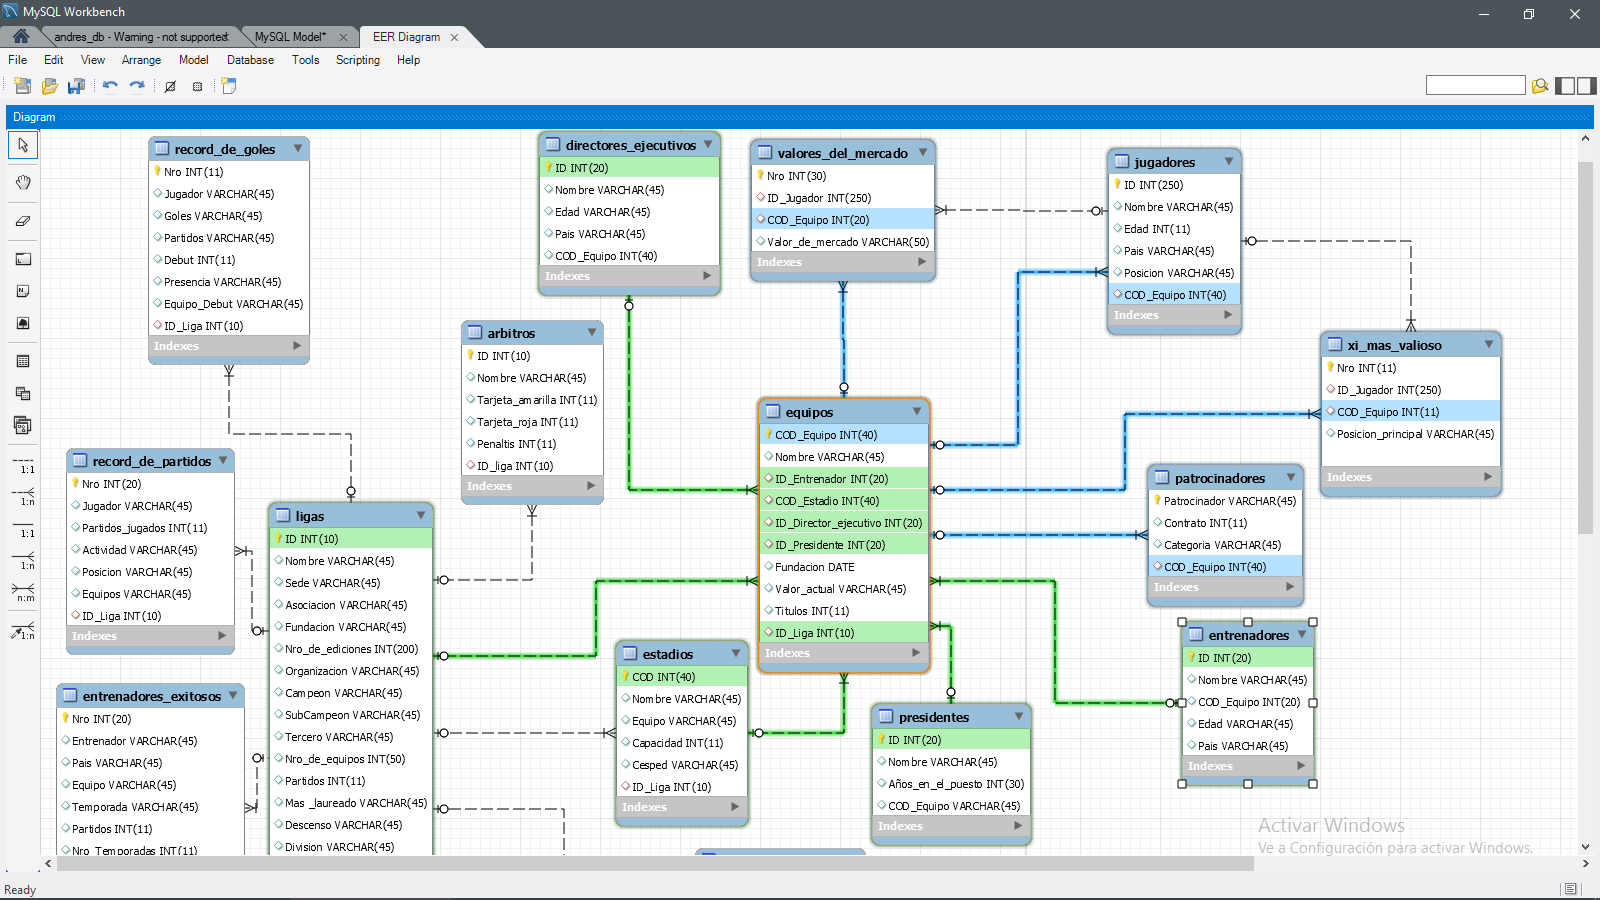 MySQL Workbench
andres_db - Warning - not supported
MySQL Model*
EER Diagram
File Edit View Arrange Model Database Tools Scripting Help
Diagram
record_de_goles
Nro INT(11)
Jugador VARCHAR(45)
Goles VARCHAR(45)
Partidos VARCHAR(45)
Debut INT(11)
Presencia VARCHAR(45)
Equipo_Debut VARCHAR(45)
ID_Liga INT(10)
Indexes
directores_ejecutivos
ID INT(20)
Nombre VARCHAR(45)
Edad VARCHAR(45)
Pais VARCHAR(45)
COD_Equipo INT(40)
Indexes
valores_del_mercado
Nro INT(30)
ID_Jugador INT(250)
COD_Equipo INT(20)
Valor_de_mercado VARCHAR(50)
Indexes
jugadores
ID INT(250)
Nombre VARCHAR(45)
Edad INT(11)
Pais VARCHAR(45)
Posicion VARCHAR(45)
COD_Equipo INT(40)
Indexes
arbitros
ID INT(10)
Nombre VARCHAR(45)
Tarjeta_amarilla INT(11)
Tarjeta_roja INT(11)
Penaltis INT(11)
ID_liga INT(10)
Indexes
xi_mas_valioso
Nro INT(11)
ID_Jugador INT(250)
COD_Equipo INT(11)
Posicion_principal VARCHAR(45)
Indexes
equipos
COD_Equipo INT(40)
Nombre VARCHAR(45)
ID_Entrenador INT(20)
COD_Estadio INT(40)
ID_Director_ejecutivo INT(20)
ID_Presidente INT(20)
Fundacion DATE
Valor_actual VARCHAR(45)
Titulos INT(11)
ID_Liga INT(10)
Indexes
record_de_partidos
Nro INT(20)
Jugador VARCHAR(45)
Partidos_jugados INT(11)
Actividad VARCHAR(45)
Posicion VARCHAR(45)
Equipos VARCHAR(45)
ID_Liga INT(10)
Indexes
ligas
ID INT(10)
Nombre VARCHAR(45)
Sede VARCHAR(45)
Asociacion VARCHAR(45)
Fundacion VARCHAR(45)
Nro_de_ediciones INT(200)
Organizacion VARCHAR(45)
Campeon VARCHAR(45)
SubCampeon VARCHAR(45)
Tercero VARCHAR(45)
Nro_de_equipos INT(50)
Partidos INT(11)
Mas _laureado VARCHAR(45)
Descenso VARCHAR(45)
Division VARCHAR(45)
patrocinadores
Patrocinador VARCHAR(45)
Contrato INT(11)
Categoria VARCHAR(45)
COD_Equipo INT(40)
Indexes
estadios
COD INT(40)
Nombre VARCHAR(45)
Equipo VARCHAR(45)
Capacidad INT(11)
Cesped VARCHAR(45)
ID_Liga INT(10)
Indexes
entrenadores
ID INT(20)
Nombre VARCHAR(45)
COD_Equipo INT(20)
Edad VARCHAR(45)
Pais VARCHAR(45)
Indexes
entrenadores_exitosos
Nro INT(20)
Entrenador VARCHAR(45)
Pais VARCHAR(45)
Equipo VARCHAR(45)
Temporada VARCHAR(45)
Partidos INT(11)
Nro_Temporadas INT(11)
presidentes
ID INT(20)
Nombre VARCHAR(45)
Años_en_el_puesto INT(30)
COD_Equipo VARCHAR(45)
Indexes
1:1
1:n
1:1
1:n
n:m
1:n
Activar Windows
Ve a Configuración para activar Windows.
Ready